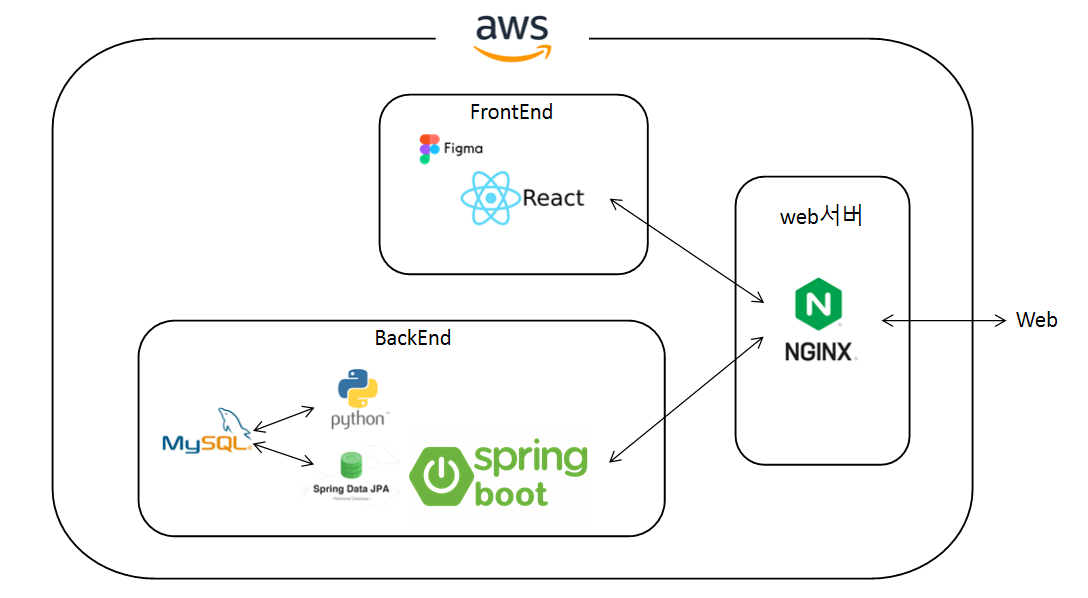 aws
FrontEnd
Figma
React
web서버
NGINX
Web
BackEnd
python
MySQL
Spring Data JPA
spring
boot